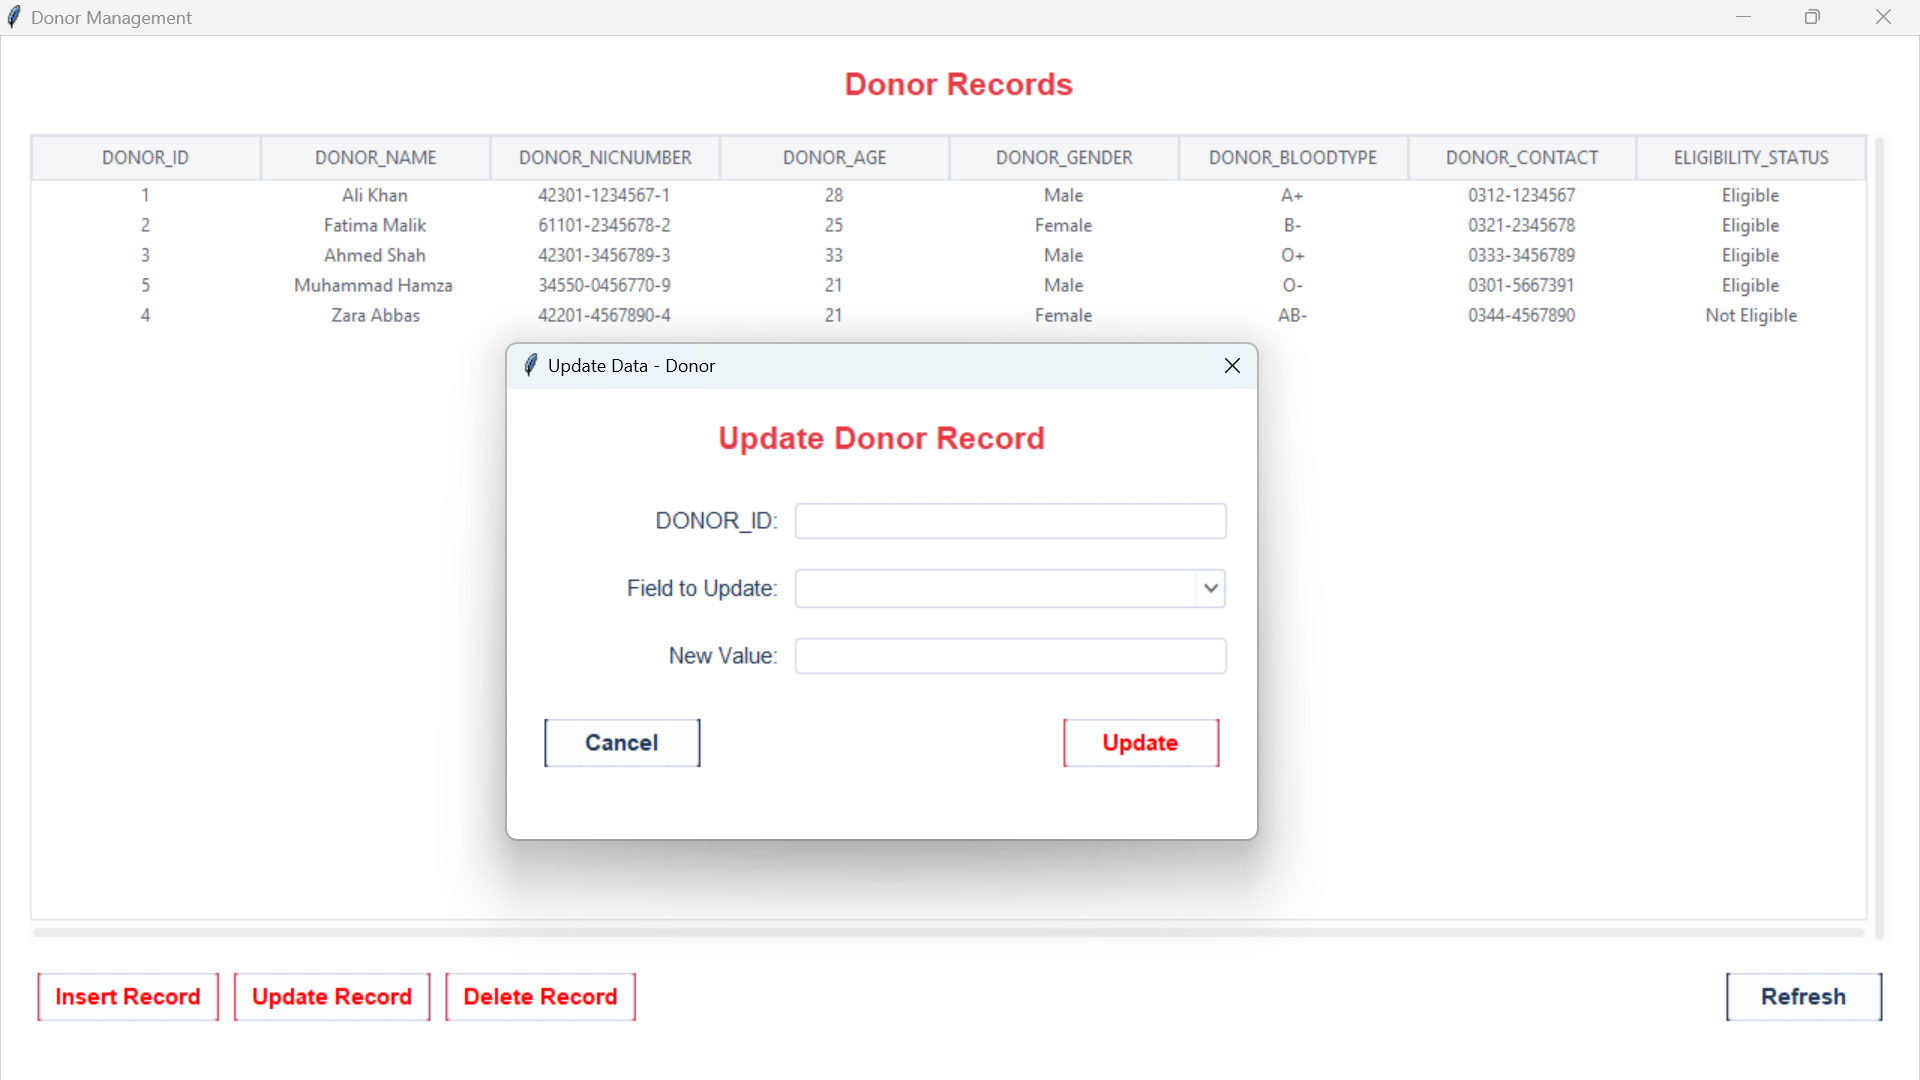 Donor Management
Donor Records
DONOR_ID DONOR_NAME DONOR_NICNUMBER DONOR_AGE DONOR_GENDER DONOR_BLOODTYPE DONOR_CONTACT ELIGIBILITY_STATUS
1 Ali Khan 42301-1234567-1 28 Male A+ 0312-1234567 Eligible
2 Fatima Malik 61101-2345678-2 25 Female B- 0321-2345678 Eligible
3 Ahmed Shah 42301-3456789-3 33 Male O+ 0333-3456789 Eligible
5 Muhammad Hamza 34550-0456770-9 21 Male O- 0301-5667391 Eligible
4 Zara Abbas 42201-4567890-4 21 Female AB- 0344-4567890 Not Eligible
Update Data - Donor
Update Donor Record
DONOR_ID:
Field to Update:
New Value:
Cancel Update
Insert Record Update Record Delete Record Refresh